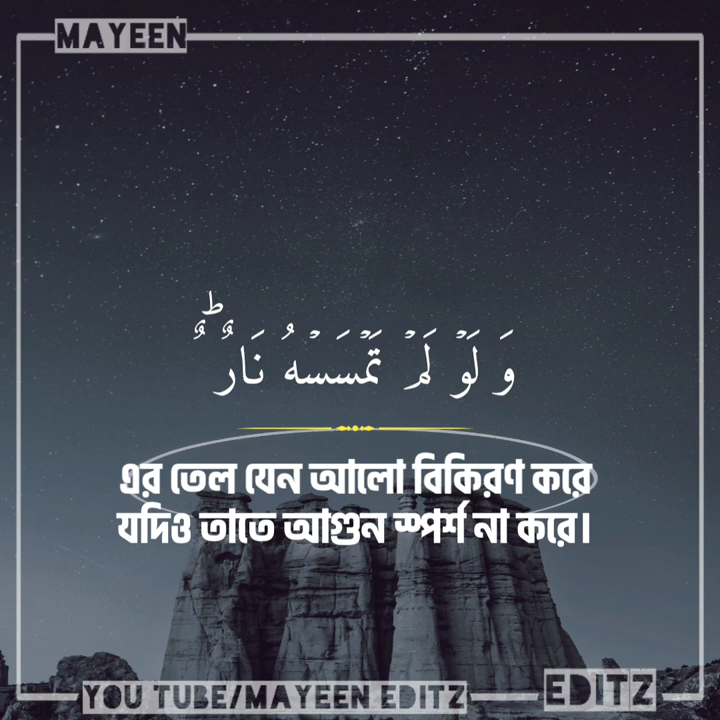 MAYEEN
وَ لَوۡ لَمۡ تَمۡسَسۡهُ نَارٌ ؕ
এর তেল যেন আলো বিকিরণ করে
যদিও তাতে আগুন স্পর্শ না করে।
YOU TUBE/MAYEEN EDITZ
EDITZ